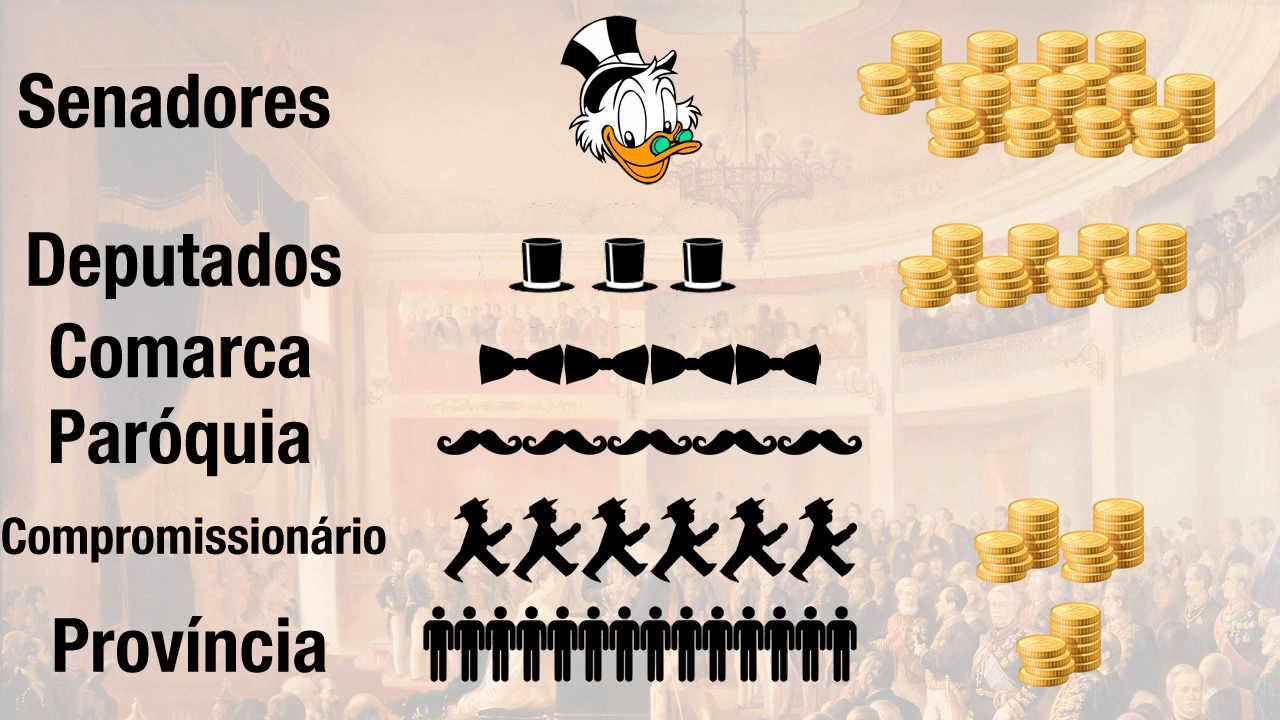 Senadores
Deputados
Comarca
Paróquia
Compromissionário
Província